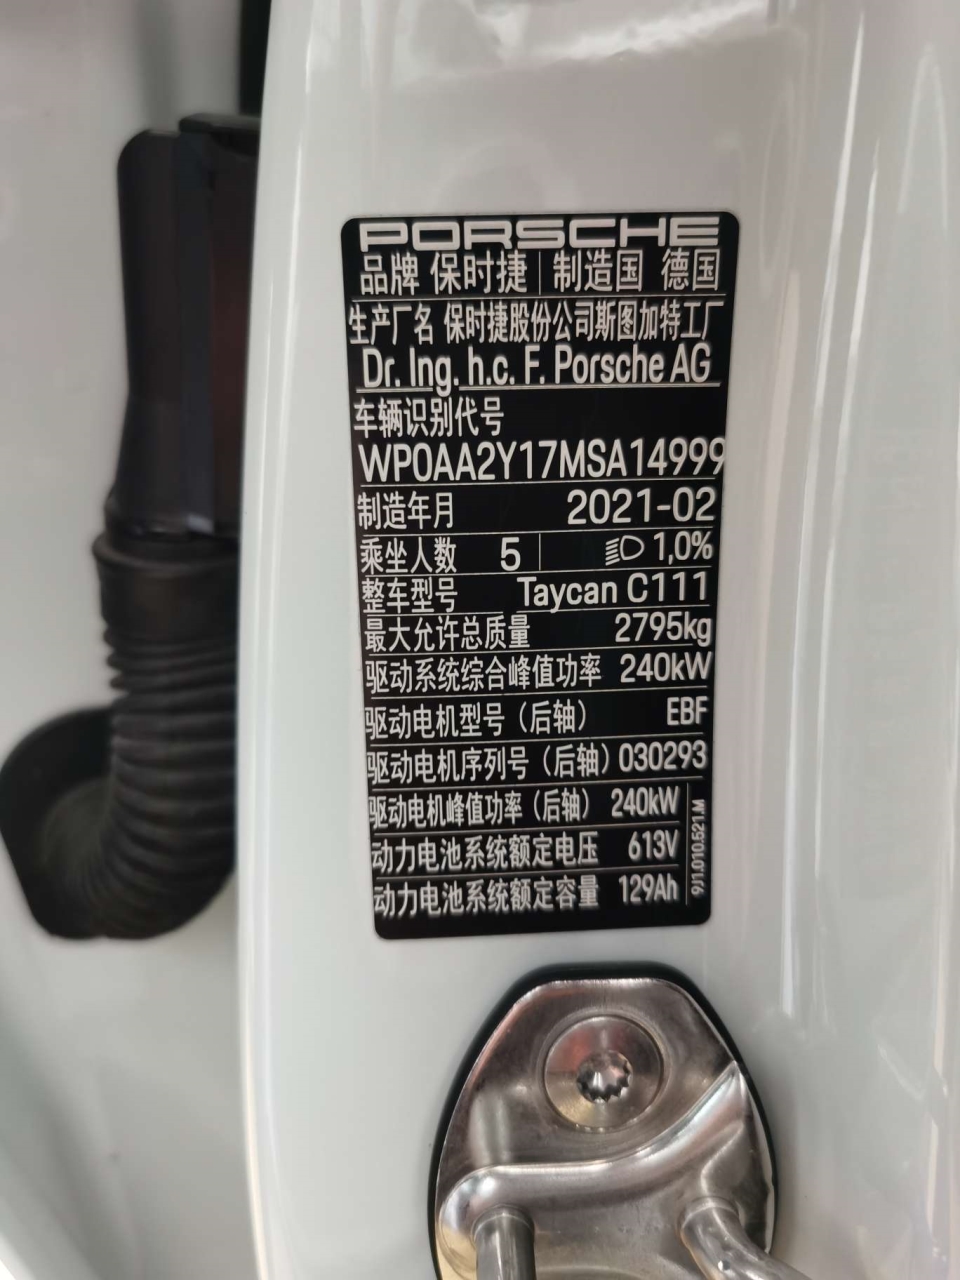 PORSCHE
品牌 保时捷 制造国 德国
生产厂名 保时捷股份公司斯图加特工厂
Dr. Ing. h.c. F. Porsche AG
车辆识别代号
WP0AA2Y17MSA14999
制造年月 2021-02
乘坐人数 5 1,0%
整车型号 Taycan C111
最大允许总质量 2795kg
驱动系统综合峰值功率 240kW
驱动电机型号（后轴） EBF
驱动电机序列号（后轴）030293
驱动电机峰值功率（后轴） 240kW
动力电池系统额定电压 613V
动力电池系统额定容量 129Ah
9J1.010.521.M